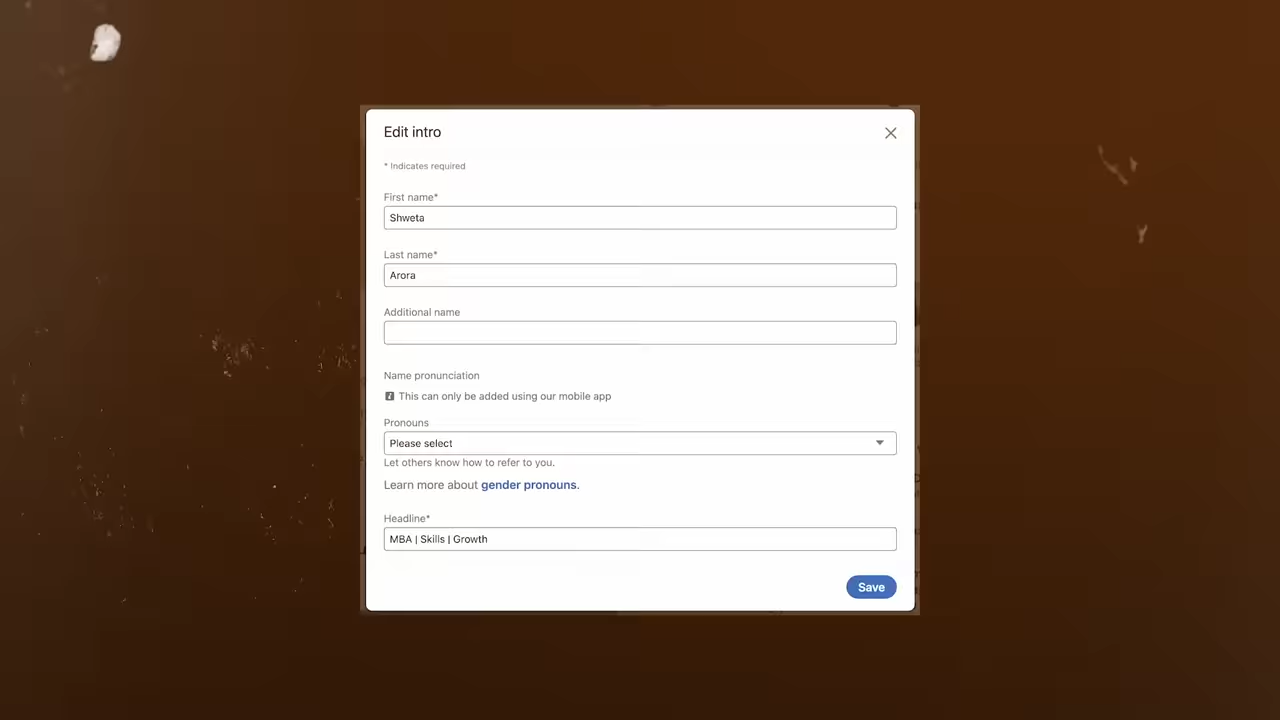 Edit intro
* Indicates required
First name*
Shweta
Last name*
Arora
Additional name
Name pronunciation
This can only be added using our mobile app
Pronouns
Please select
Let others know how to refer to you.
Learn more about gender pronouns.
Headline*
MBA | Skills | Growth
Save